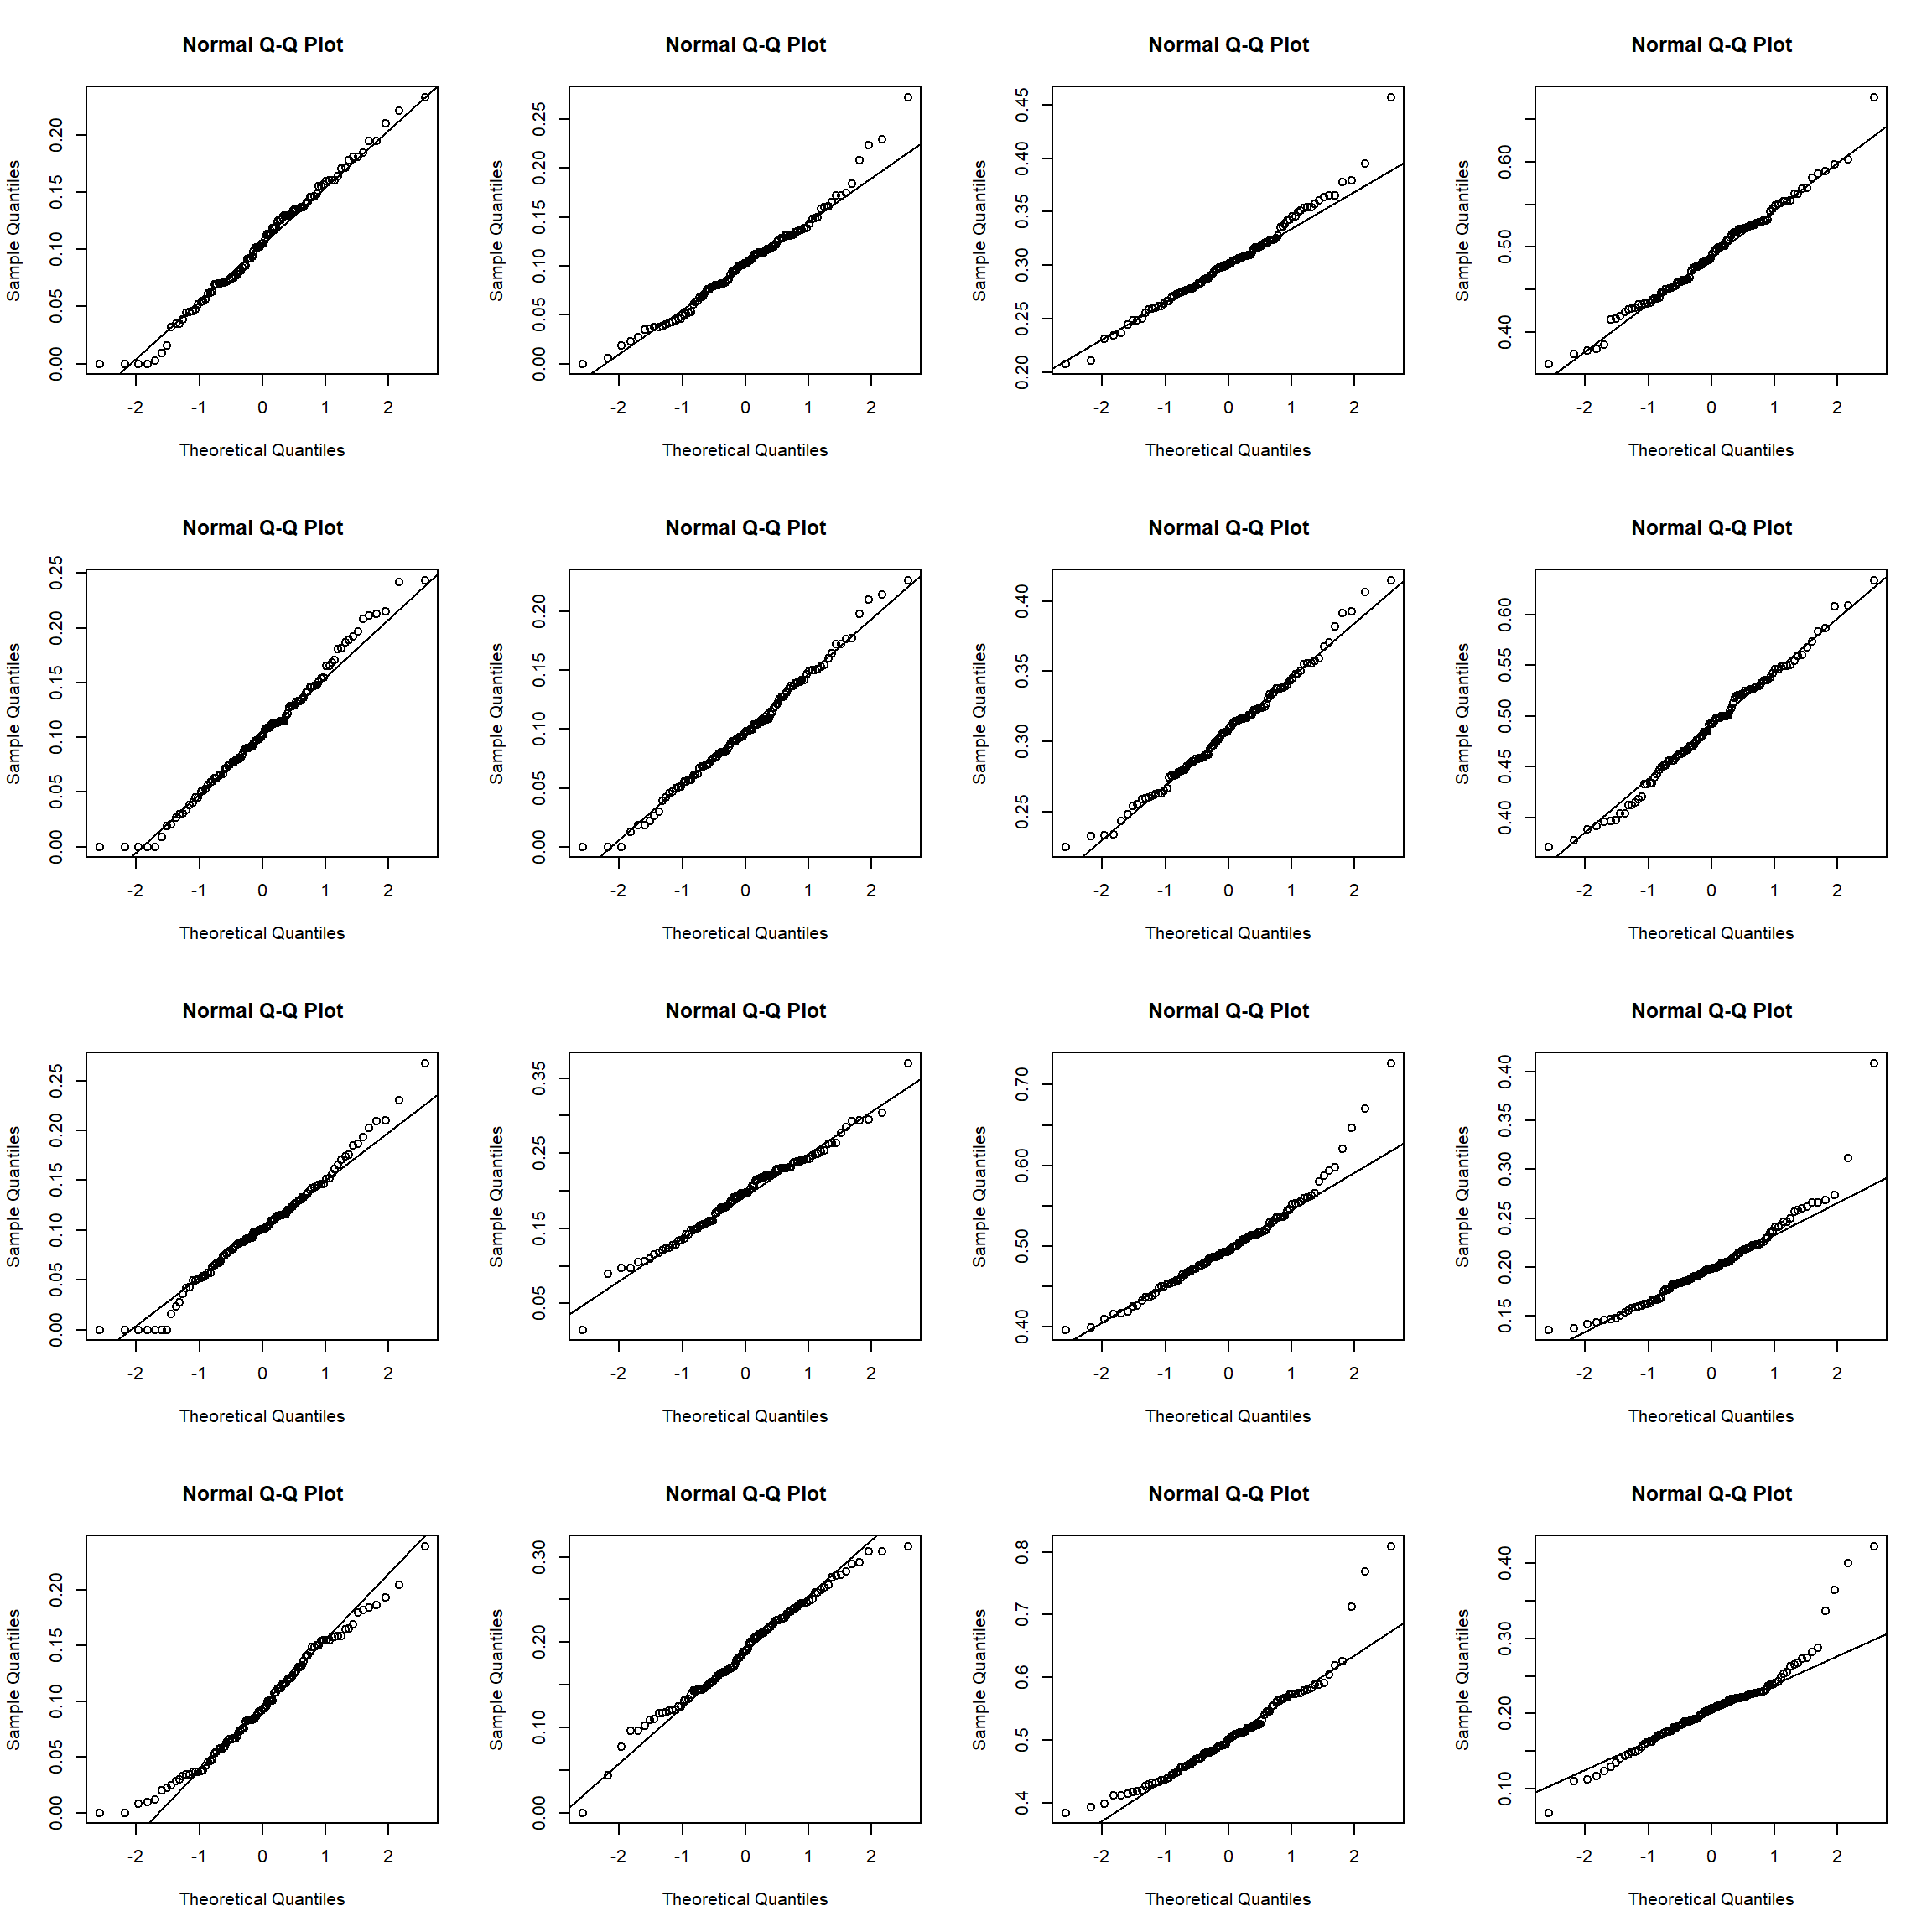 Normal Q-Q Plot Normal Q-Q Plot Normal Q-Q Plot Normal Q-Q Plot
Sample Quantiles Sample Quantiles Sample Quantiles Sample Quantiles
0.00 0.05 0.10 0.15 0.20
0.00 0.05 0.10 0.15 0.20 0.25
0.20 0.25 0.30 0.35 0.40 0.45
0.40 0.50 0.60
-2 -1 0 1 2 -2 -1 0 1 2 -2 -1 0 1 2 -2 -1 0 1 2
Theoretical Quantiles Theoretical Quantiles Theoretical Quantiles Theoretical Quantiles
Normal Q-Q Plot Normal Q-Q Plot Normal Q-Q Plot Normal Q-Q Plot
Sample Quantiles Sample Quantiles Sample Quantiles Sample Quantiles
0.00 0.05 0.10 0.15 0.20 0.25
0.00 0.05 0.10 0.15 0.20
0.25 0.30 0.35 0.40
0.40 0.45 0.50 0.55 0.60
-2 -1 0 1 2 -2 -1 0 1 2 -2 -1 0 1 2 -2 -1 0 1 2
Theoretical Quantiles Theoretical Quantiles Theoretical Quantiles Theoretical Quantiles
Normal Q-Q Plot Normal Q-Q Plot Normal Q-Q Plot Normal Q-Q Plot
Sample Quantiles Sample Quantiles Sample Quantiles Sample Quantiles
0.00 0.05 0.10 0.15 0.20 0.25
0.05 0.15 0.25 0.35
0.40 0.50 0.60 0.70
0.15 0.20 0.25 0.30 0.35 0.40
-2 -1 0 1 2 -2 -1 0 1 2 -2 -1 0 1 2 -2 -1 0 1 2
Theoretical Quantiles Theoretical Quantiles Theoretical Quantiles Theoretical Quantiles
Normal Q-Q Plot Normal Q-Q Plot Normal Q-Q Plot Normal Q-Q Plot
Sample Quantiles Sample Quantiles Sample Quantiles Sample Quantiles
0.00 0.05 0.10 0.15 0.20
0.00 0.10 0.20 0.30
0.4 0.5 0.6 0.7 0.8
0.10 0.20 0.30 0.40
-2 -1 0 1 2 -2 -1 0 1 2 -2 -1 0 1 2 -2 -1 0 1 2
Theoretical Quantiles Theoretical Quantiles Theoretical Quantiles Theoretical Quantiles